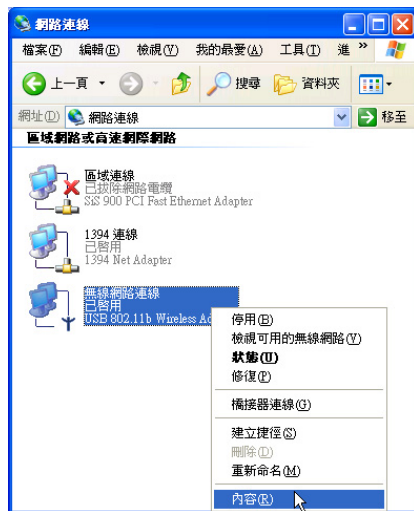 網路連線
檔案(F) 編輯(E) 檢視(V) 我的最愛(A) 工具(T) 進 »
上一頁 搜尋 資料夾
網址(D) 網路連線 移至
區域網路或高速網際網路
區域連線
已拔除網路電纜
SiS 900 PCI Fast Ethernet Adapter
1394 連線
已啓用
1394 Net Adapter
無線網路連線
已啓用
USB 802.11b Wireless Ad
停用(B)
檢視可用的無線網路(V)
狀態(U)
修復(P)
橋接器連線(G)
建立捷徑(S)
刪除(D)
重新命名(M)
內容(R)